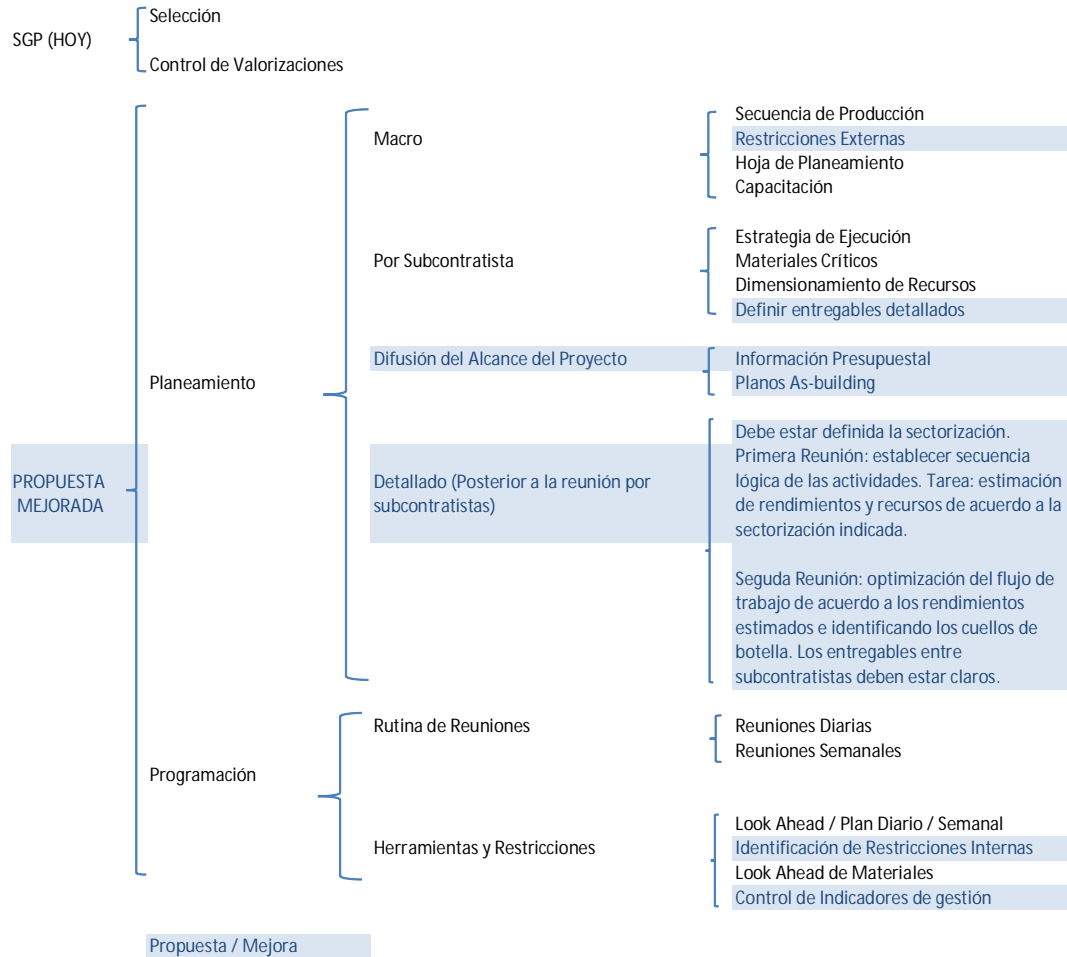 SGP (HOY)
Selección
Control de Valorizaciones
PROPUESTA
MEJORADA
Planeamiento
Macro
Secuencia de Producción
Restricciones Externas
Hoja de Planeamiento
Capacitación
Por Subcontratista
Estrategia de Ejecución
Materiales Críticos
Dimensionamiento de Recursos
Definir entregables detallados
Difusión del Alcance del Proyecto
Información Presupuestal
Planos As-building
Detallado (Posterior a la reunión por
subcontratistas)
Debe estar definida la sectorización.
Primera Reunión: establecer secuencia
lógica de las actividades. Tarea: estimación
de rendimientos y recursos de acuerdo a la
sectorización indicada.
Seguda Reunión: optimización del flujo de
trabajo de acuerdo a los rendimientos
estimados e identificando los cuellos de
botella. Los entregables entre
subcontratistas deben estar claros.
Programación
Rutina de Reuniones
Reuniones Diarias
Reuniones Semanales
Herramientas y Restricciones
Look Ahead / Plan Diario / Semanal
Identificación de Restricciones Internas
Look Ahead de Materiales
Control de Indicadores de gestión
Propuesta / Mejora